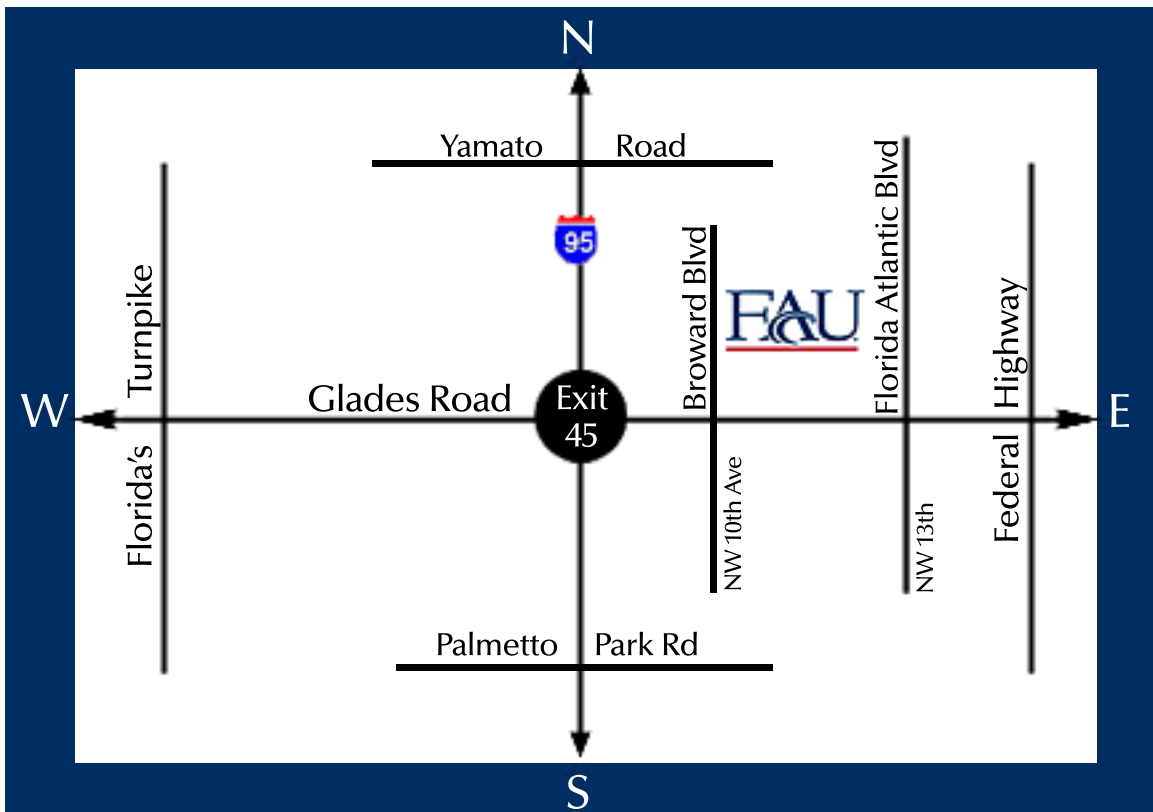 N
Yamato Road
95
Florida's Turnpike
Broward Blvd
FAU
Florida Atlantic Blvd
Federal Highway
W
Glades Road
Exit
45
E
NW 10th Ave
NW 13th
Palmetto Park Rd
S